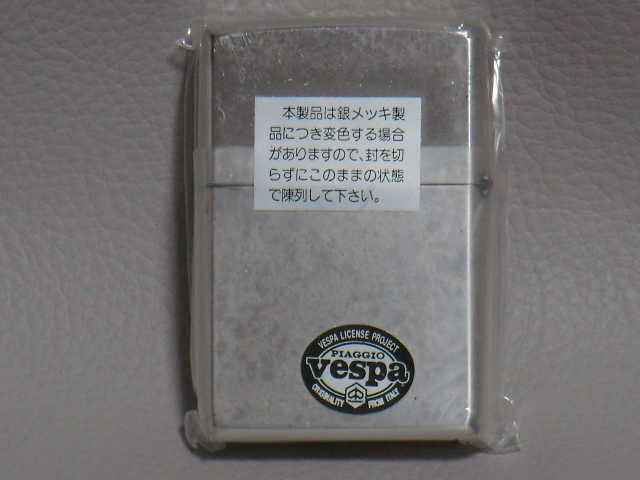 本製品は銀メッキ製
品につき変色する場合
がありますので、封を切
らずにこのままの状態
で陳列して下さい。
VESPA LICENSE PROJECT
PIAGGIO
vespa
ORIGINALITY FROM ITALY